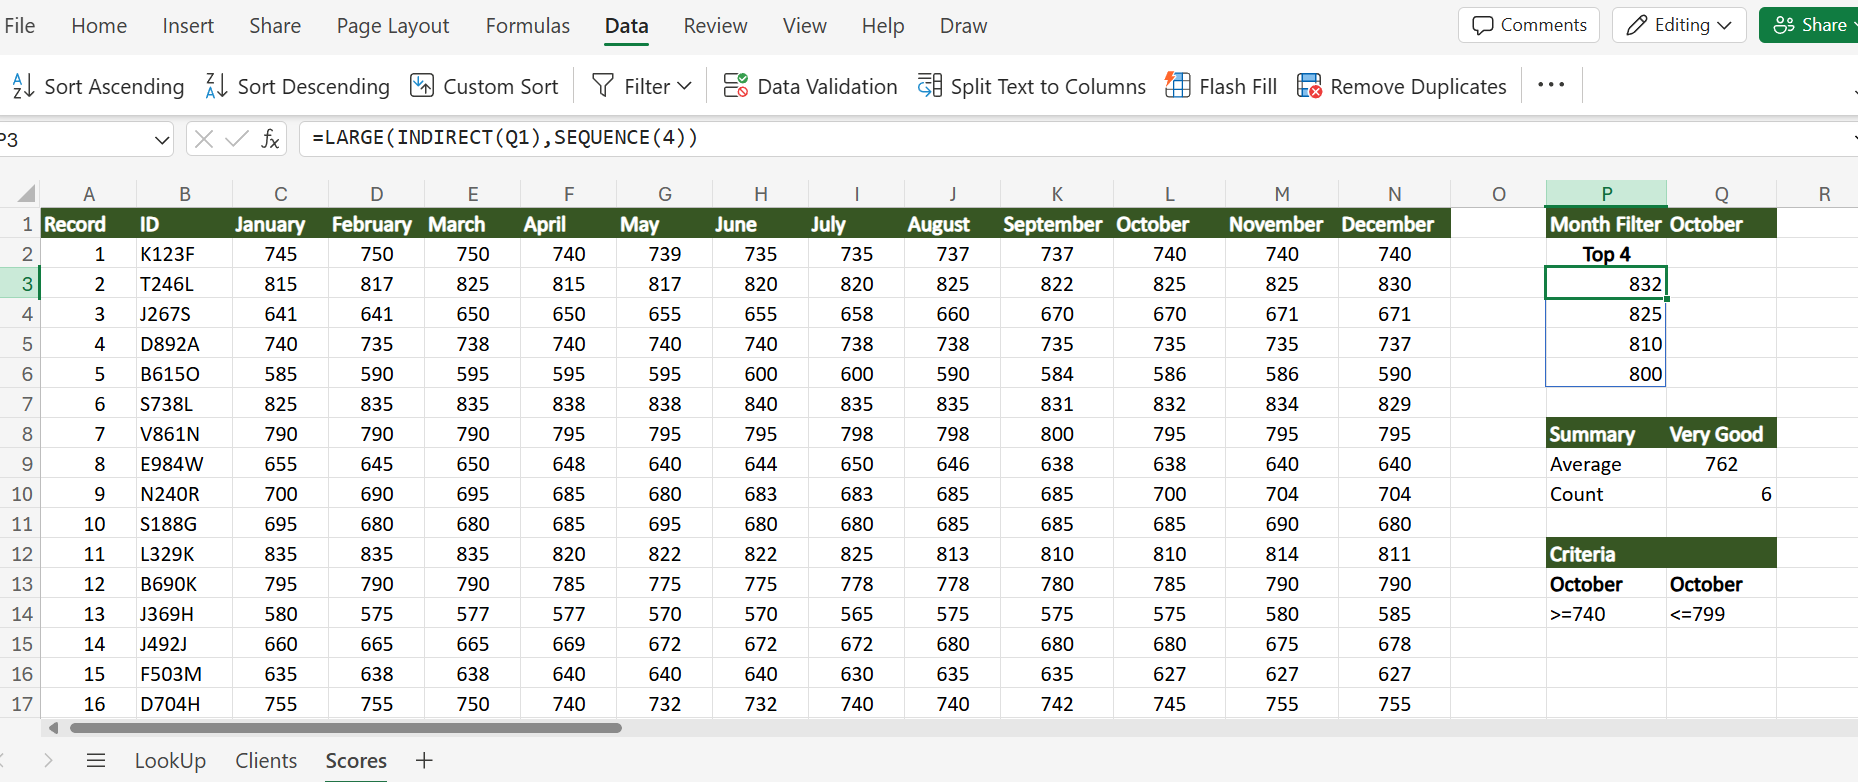 File Home Insert Share Page Layout Formulas Data Review View Help Draw Comments Editing Share
Sort Ascending Sort Descending Custom Sort Filter Data Validation Split Text to Columns Flash Fill Remove Duplicates ...
P3 fx =LARGE(INDIRECT(Q1),SEQUENCE(4))
A B C D E F G H I J K L M N O P Q R
1 Record ID January February March April May June July August September October November December Month Filter October
2 1 K123F 745 750 750 740 739 735 735 737 737 740 740 740 Top 4
3 2 T246L 815 817 825 815 817 820 820 825 822 825 825 830 832
4 3 J267S 641 641 650 650 655 655 658 660 670 670 671 671 825
5 4 D892A 740 735 738 740 740 740 738 738 735 735 735 737 810
6 5 B615O 585 590 595 595 595 600 600 590 584 586 586 590 800
7 6 S738L 825 835 835 838 838 840 835 835 831 832 834 829
8 7 V861N 790 790 790 795 795 795 798 798 800 795 795 795 Summary Very Good
9 8 E984W 655 645 650 648 640 644 650 646 638 638 640 640 Average 762
10 9 N240R 700 690 695 685 680 683 683 685 685 700 704 704 Count 6
11 10 S188G 695 680 680 685 695 680 680 685 685 685 690 680
12 11 L329K 835 835 835 820 822 822 825 813 810 810 814 811 Criteria
13 12 B690K 795 790 790 785 775 775 778 778 780 785 790 790 October October
14 13 J369H 580 575 577 577 570 570 565 575 575 575 580 585 >=740 <=799
15 14 J492J 660 665 665 669 672 672 672 680 680 680 675 678
16 15 F503M 635 638 638 640 640 640 630 635 635 627 627 627
17 16 D704H 755 755 750 740 732 732 740 740 742 745 755 755
LookUp Clients Scores +